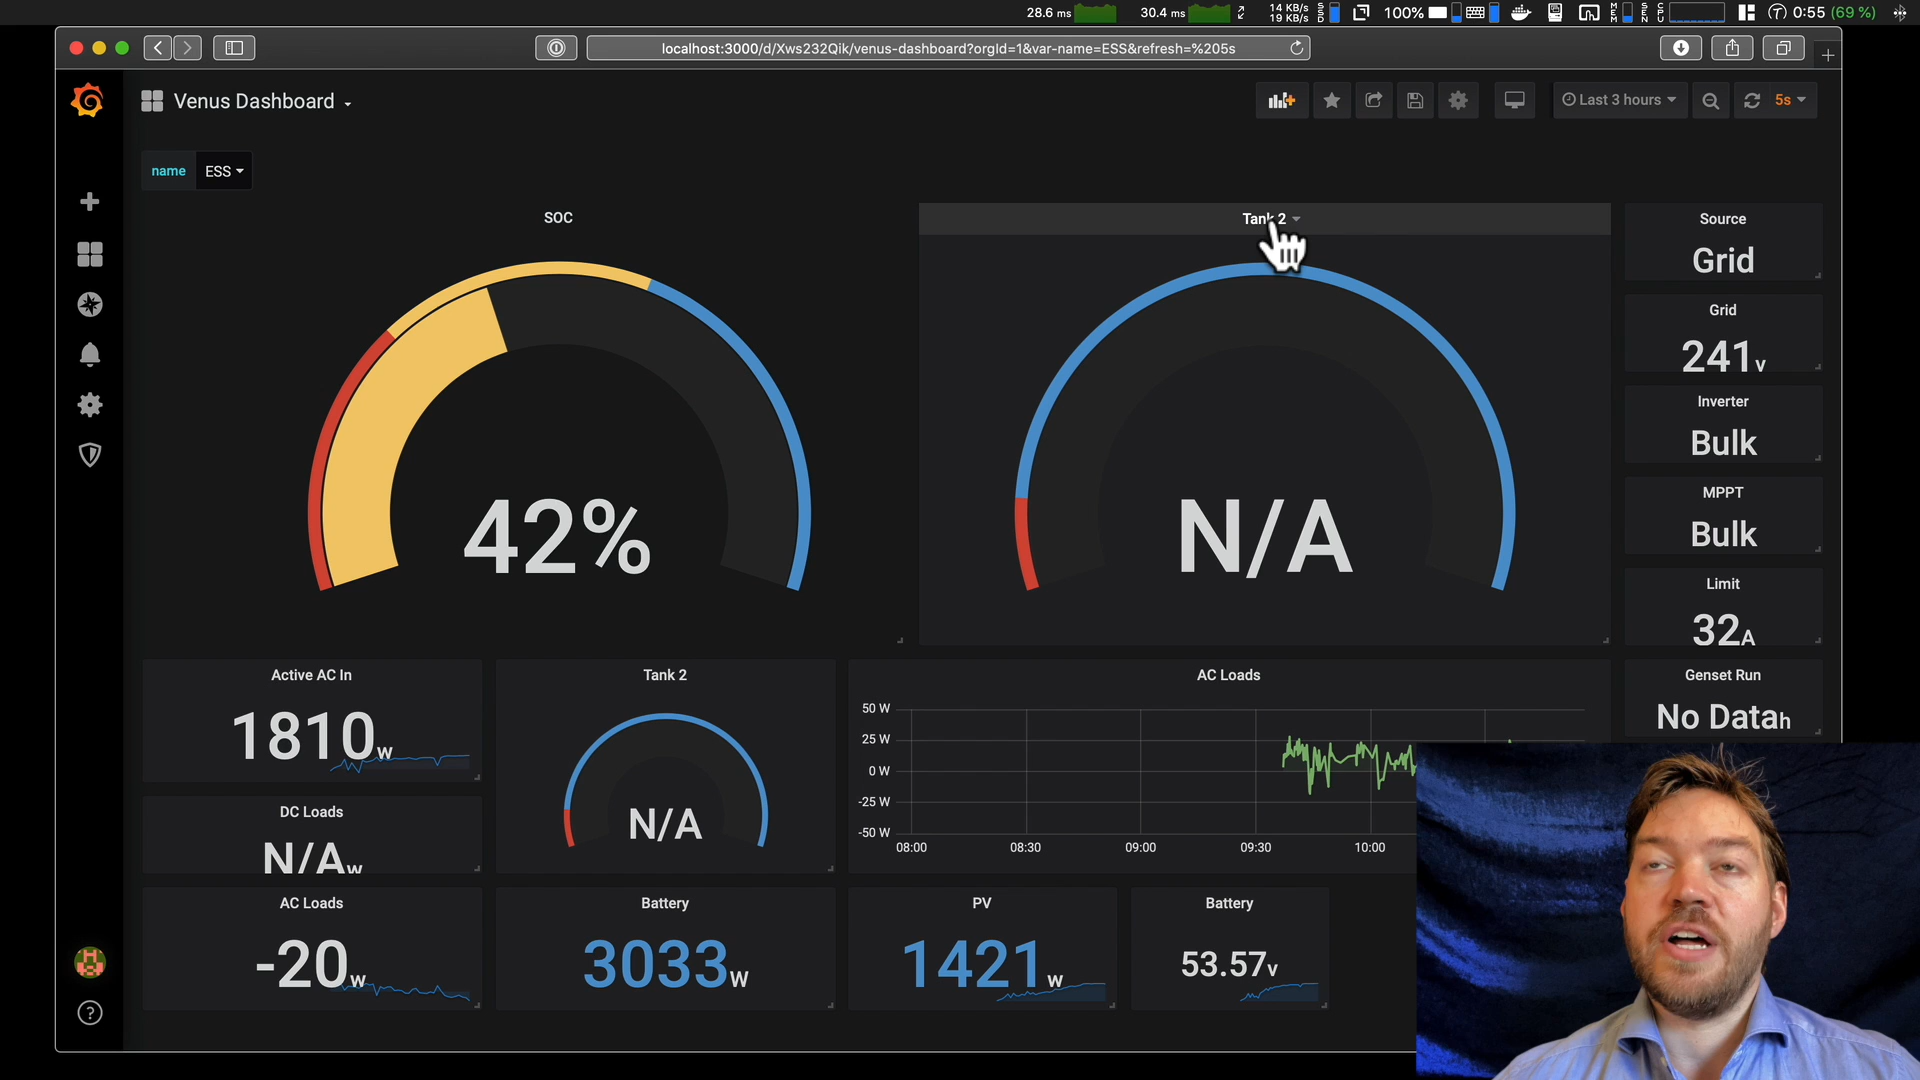 28.6 ms
30.4 ms
14 KB/s
19 KB/s
SSD
100%
MEM
SEN
CPU
0:55 (69 %)
localhost:3000/d/Xws232Qik/venus-dashboard?orgId=1&var-name=ESS&refresh=%205s
Venus Dashboard
Last 3 hours
5s
name
ESS
SOC
42%
Tank 2
N/A
Source
Grid
Grid
241v
Inverter
Bulk
MPPT
Bulk
Limit
32A
Genset Run
No Datah
Active AC In
1810w
DC Loads
N/Aw
Tank 2
N/A
AC Loads
50 W
25 W
0 W
-25 W
-50 W
08:00
08:30
09:00
09:30
10:00
AC Loads
-20w
Battery
3033W
PV
1421w
Battery
53.57v